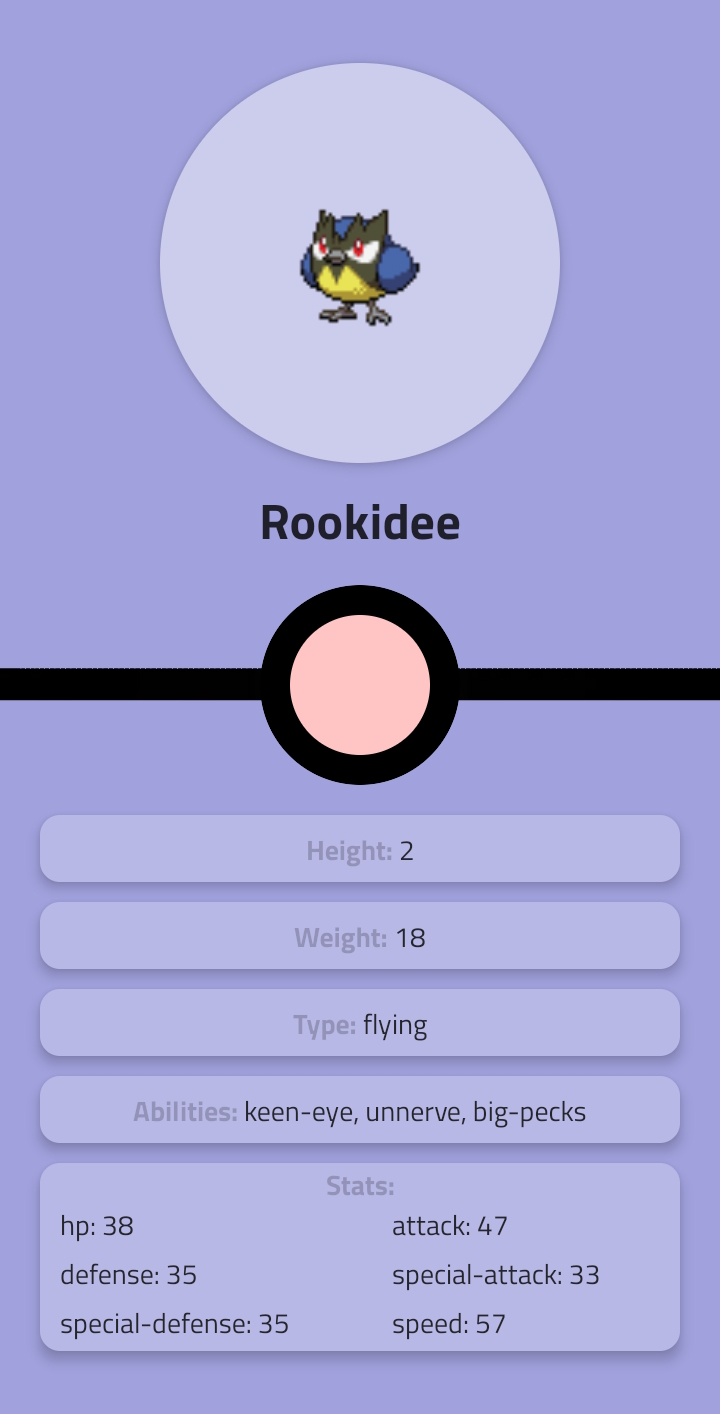 Rookidee
Height: 2
Weight: 18
Type: flying
Abilities: keen-eye, unnerve, big-pecks
Stats:
hp: 38 attack: 47
defense: 35 special-attack: 33
special-defense: 35 speed: 57